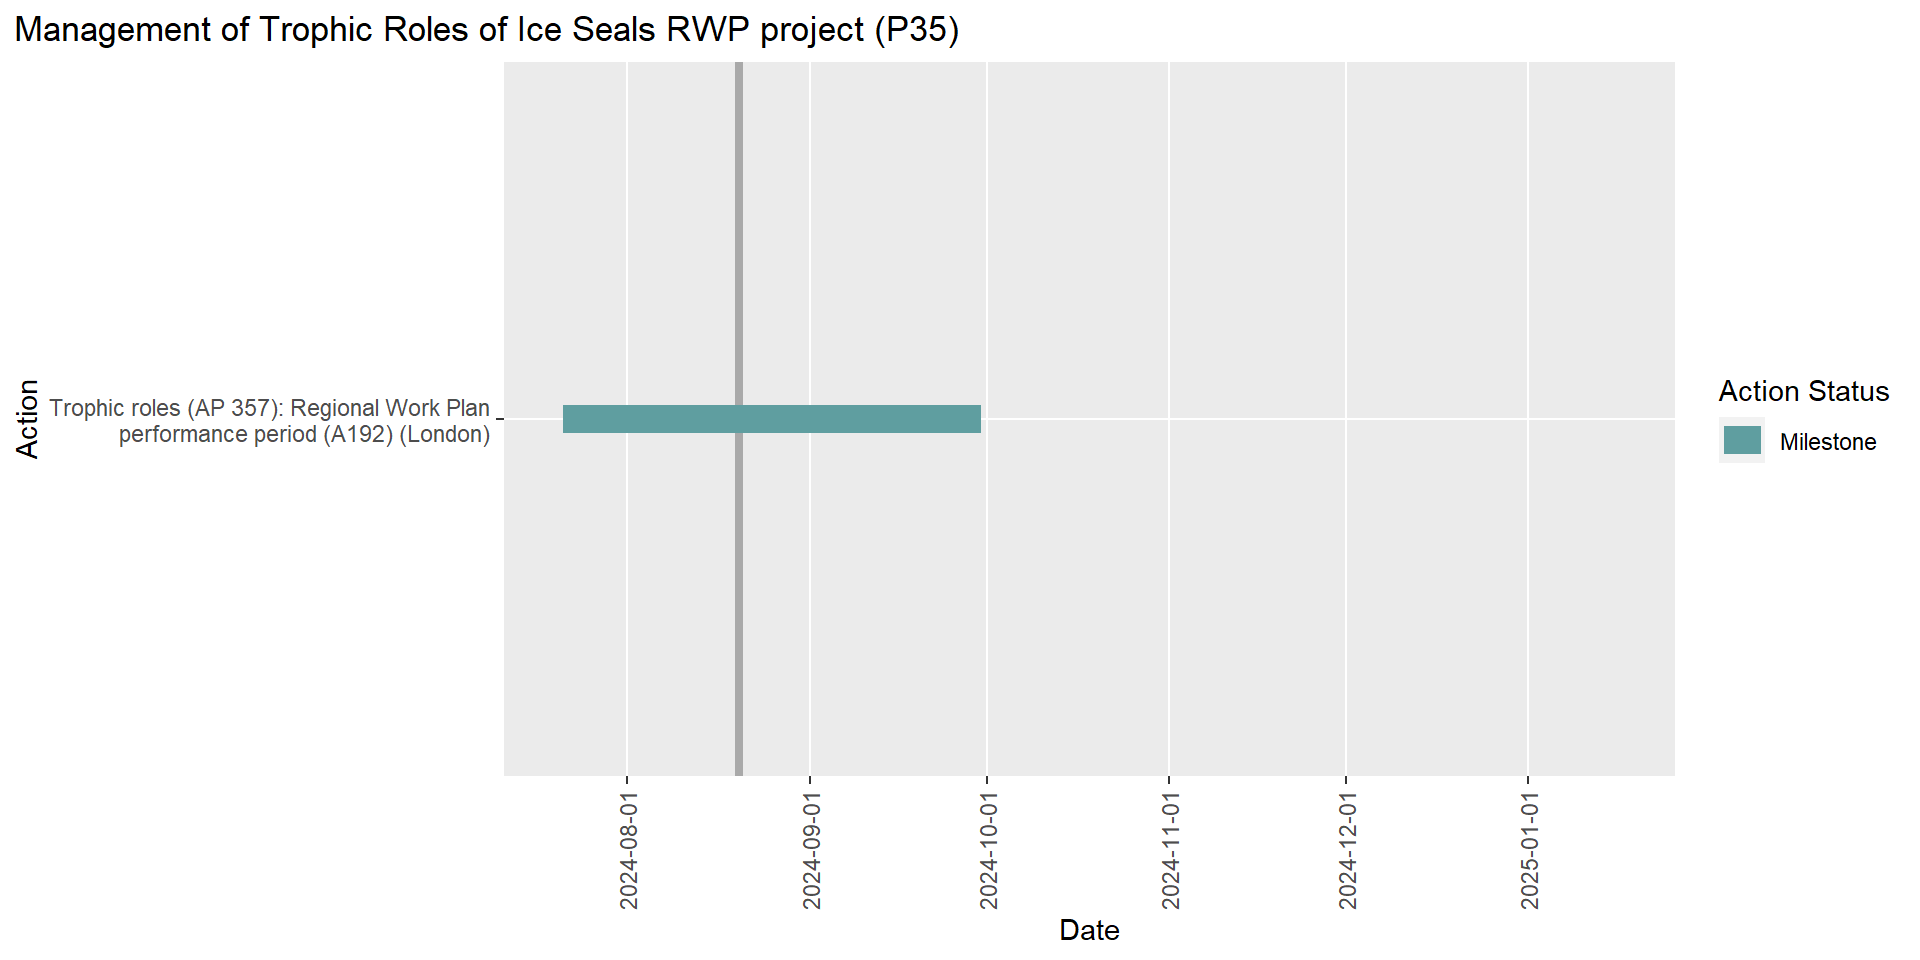 Management of Trophic Roles of Ice Seals RWP project (P35)
Action
Trophic roles (AP 357): Regional Work Plan
performance period (A192) (London)
2024-08-01
2024-09-01
2024-10-01
2024-11-01
2024-12-01
2025-01-01
Date
Action Status
Milestone